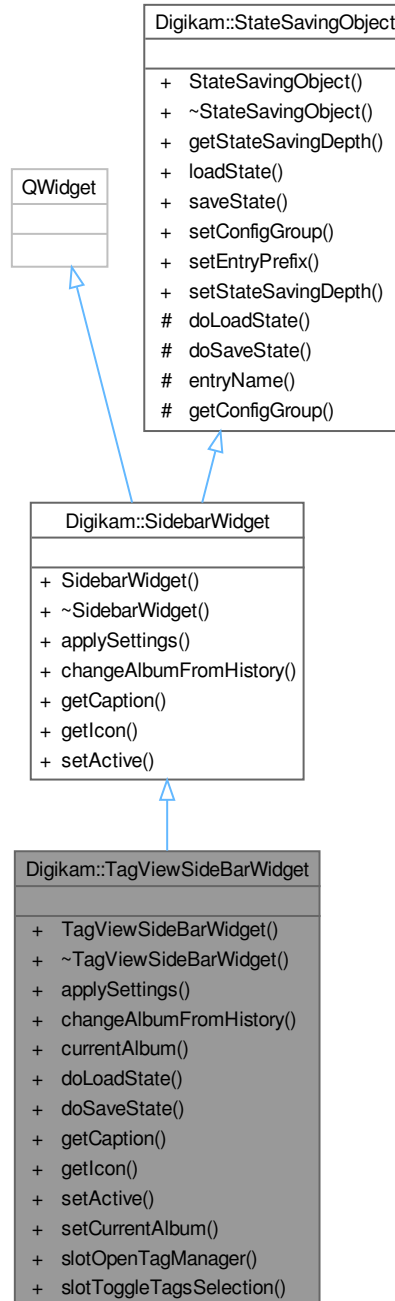 Digikam::StateSavingObject
+ StateSavingObject()
+ ~StateSavingObject()
+ getStateSavingDepth()
+ loadState()
+ saveState()
+ setConfigGroup()
+ setEntryPrefix()
+ setStateSavingDepth()
# doLoadState()
# doSaveState()
# entryName()
# getConfigGroup()
QWidget
Digikam::SidebarWidget
+ SidebarWidget()
+ ~SidebarWidget()
+ applySettings()
+ changeAlbumFromHistory()
+ getCaption()
+ getIcon()
+ setActive()
Digikam::TagViewSideBarWidget
+ TagViewSideBarWidget()
+ ~TagViewSideBarWidget()
+ applySettings()
+ changeAlbumFromHistory()
+ currentAlbum()
+ doLoadState()
+ doSaveState()
+ getCaption()
+ getIcon()
+ setActive()
+ setCurrentAlbum()
+ slotOpenTagManager()
+ slotToggleTagsSelection()